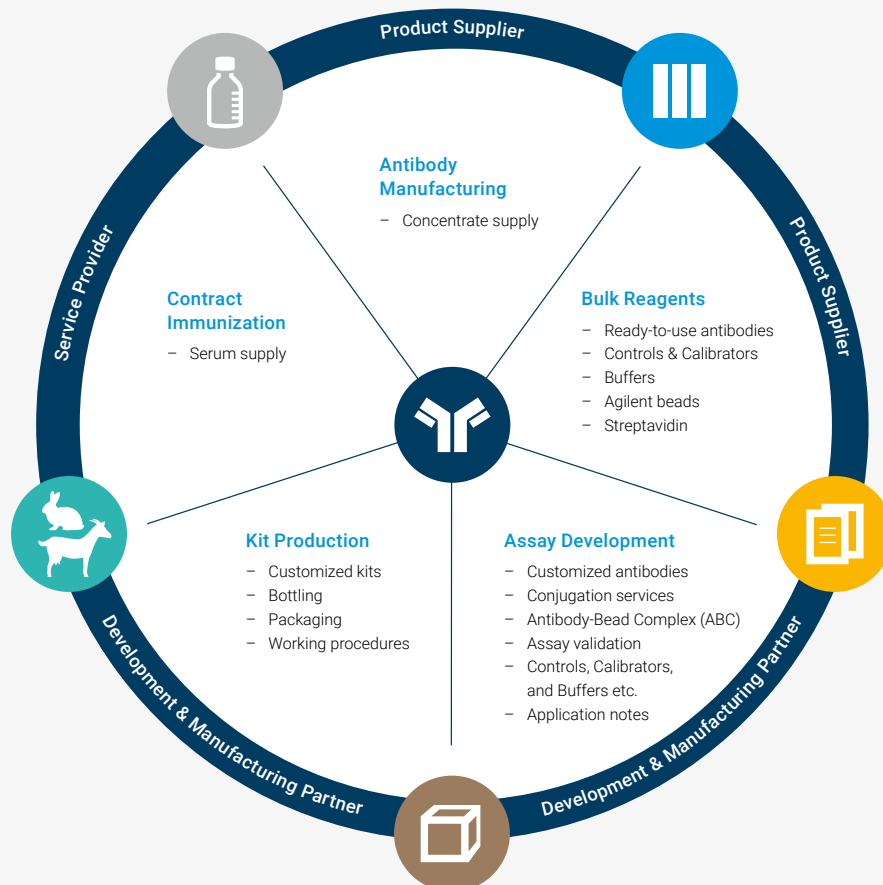 Product Supplier
Antibody
Manufacturing
– Concentrate supply
Product Supplier
Bulk Reagents
– Ready-to-use antibodies
– Controls & Calibrators
– Buffers
– Agilent beads
– Streptavidin
Service Provider
Contract
Immunization
– Serum supply
Kit Production
– Customized kits
– Bottling
– Packaging
– Working procedures
Assay Development
– Customized antibodies
– Conjugation services
– Antibody-Bead Complex (ABC)
– Assay validation
– Controls, Calibrators,
and Buffers etc.
– Application notes
Development & Manufacturing Partner
Development & Manufacturing Partner